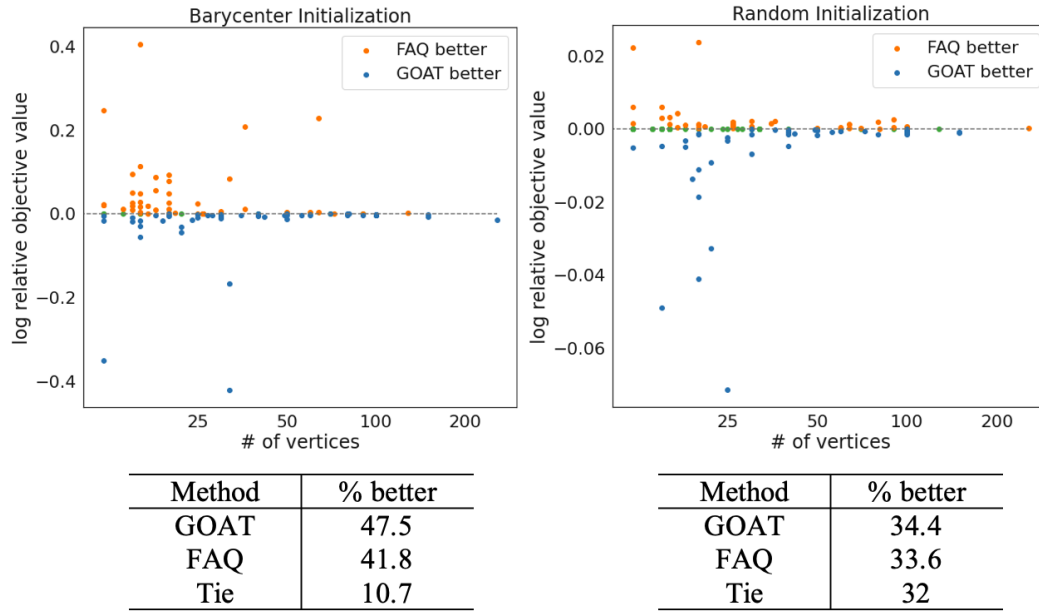 Barycenter Initialization
log relative objective value
0.4
0.2
0.0
−0.2
−0.4
FAQ better
GOAT better
25 50 100 200
# of vertices
Method % better
GOAT 47.5
FAQ 41.8
Tie 10.7
Random Initialization
log relative objective value
0.02
0.00
−0.02
−0.04
−0.06
FAQ better
GOAT better
25 50 100 200
# of vertices
Method % better
GOAT 34.4
FAQ 33.6
Tie 32